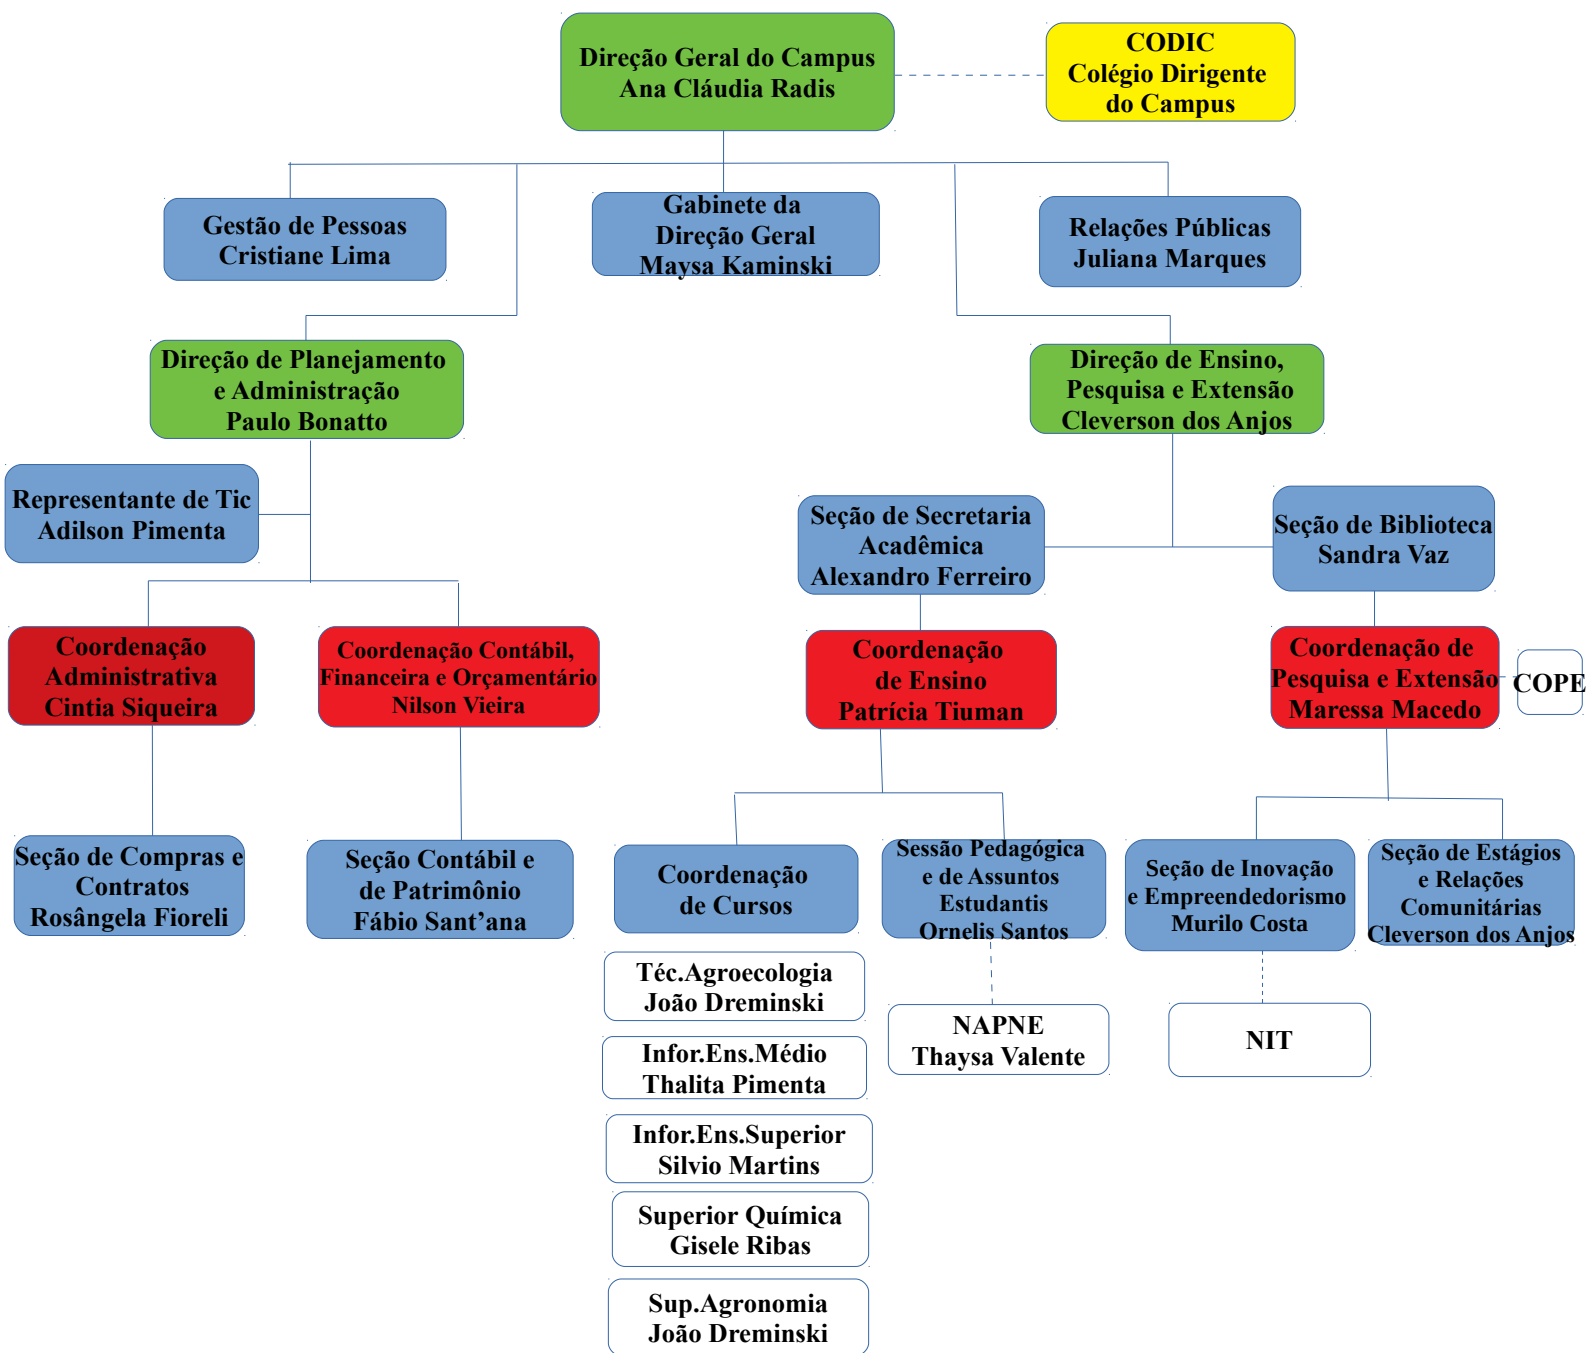 Direção Geral do Campus
Ana Cláudia Radis
CODIC
Colégio Dirigente
do Campus
Gestão de Pessoas
Cristiane Lima
Gabinete da
Direção Geral
Maysa Kaminski
Relações Públicas
Juliana Marques
Direção de Planejamento
e Administração
Paulo Bonatto
Direção de Ensino,
Pesquisa e Extensão
Cleverson dos Anjos
Representante de Tic
Adilson Pimenta
Seção de Secretaria
Acadêmica
Alexandro Ferreiro
Seção de Biblioteca
Sandra Vaz
Coordenação
Administrativa
Cintia Siqueira
Coordenação Contábil,
Financeira e Orçamentário
Nilson Vieira
Coordenação
de Ensino
Patrícia Tiuman
Coordenação de
Pesquisa e Extensão
Maressa Macedo
COPE
Seção de Compras e
Contratos
Rosângela Fioreli
Seção Contábil e
de Patrimônio
Fábio Sant’ana
Coordenação
de Cursos
Sessão Pedagógica
e de Assuntos
Estudantis
Ornelis Santos
Seção de Inovação
e Empreendedorismo
Murilo Costa
Seção de Estágios
e Relações
Comunitárias
Cleverson dos Anjos
Téc.Agroecologia
João Dreminski
NAPNE
Thaysa Valente
NIT
Infor.Ens.Médio
Thalita Pimenta
Infor.Ens.Superior
Silvio Martins
Superior Química
Gisele Ribas
Sup.Agronomia
João Dreminski